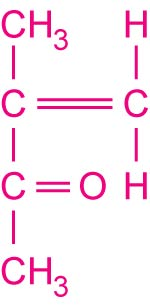 CH₃ H
C = C
C = O H
CH₃